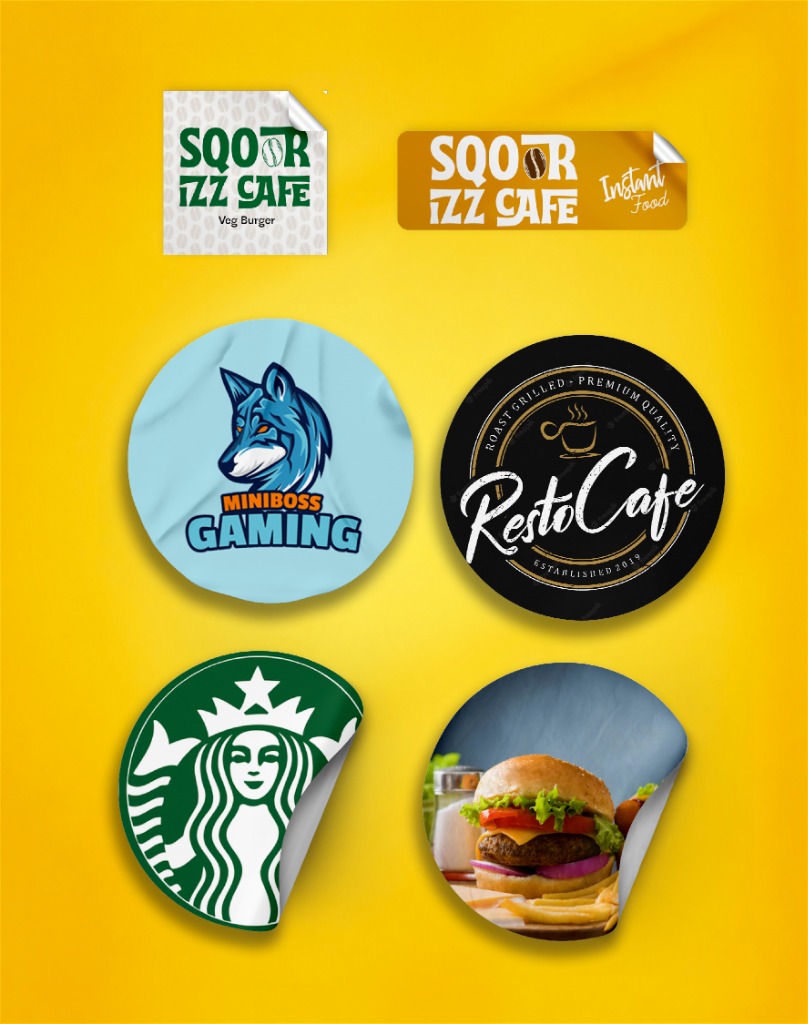 SQOOR
IZZ CAFE
Veg Burger
SQOOR
IZZ CAFE
Instant
Food
MINIBOSS
GAMING
ROAST GRILLED - PREMIUM QUALITY
RestoCafe
ESTABLISHED 2019